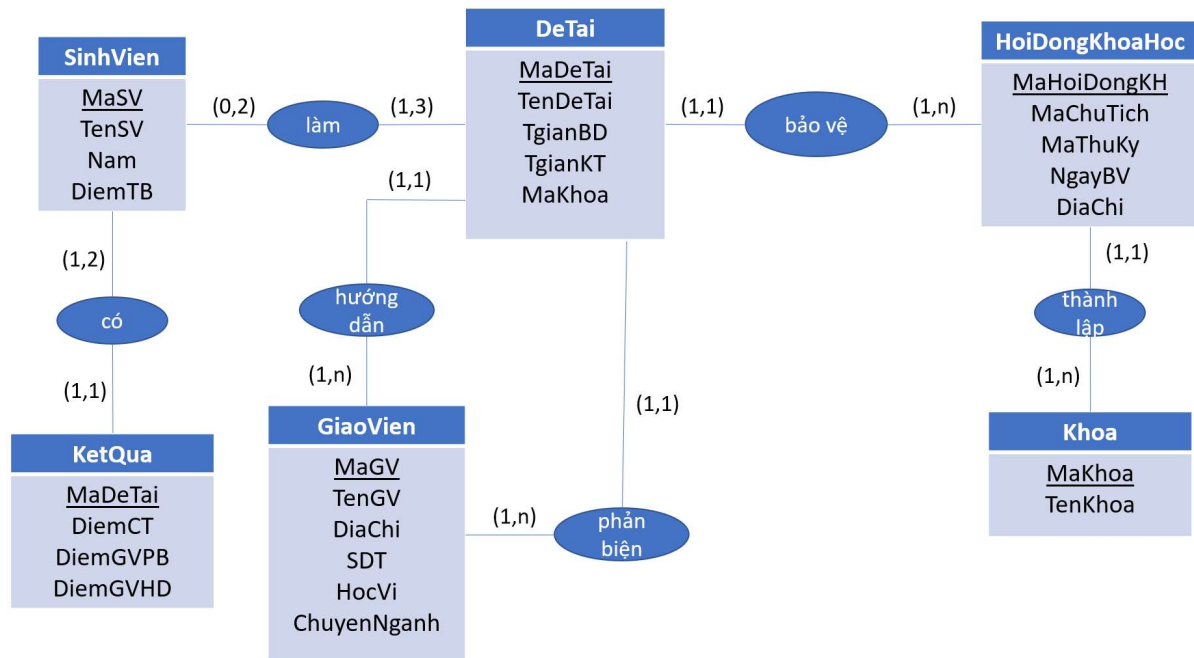 SinhVien
MaSV
TenSV
Nam
DiemTB
(0,2)
làm
(1,3)
DeTai
MaDeTai
TenDeTai
TgianBD
TgianKT
MaKhoa
(1,1)
bảo vệ
(1,n)
HoiDongKhoaHoc
MaHoiDongKH
MaChuTich
MaThuKy
NgayBV
DiaChi
(1,2)
có
(1,1)
KetQua
MaDeTai
DiemCT
DiemGVPB
DiemGVHD
(1,1)
hướng
dẫn
(1,n)
GiaoVien
MaGV
TenGV
DiaChi
SDT
HocVi
ChuyenNganh
(1,n)
phản
biện
(1,1)
(1,1)
thành
lập
(1,n)
Khoa
MaKhoa
TenKhoa